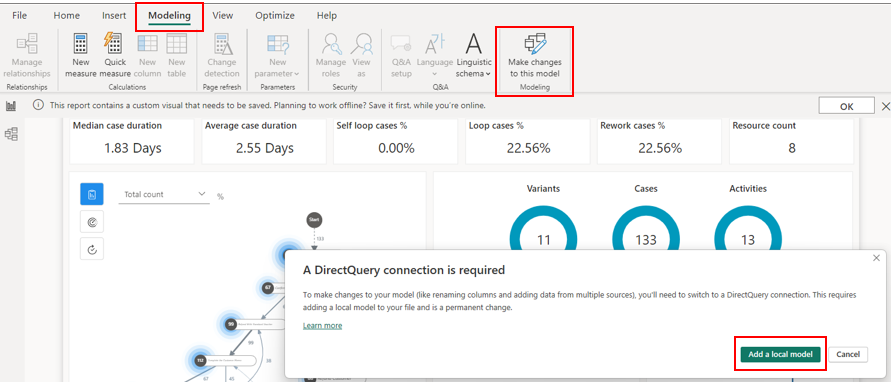 File Home Insert Modeling View Optimize Help
Manage relationships
New measure
Quick measure
New column
New table
Change detection
New parameter
Manage roles
View as
Q&A setup
Language
Linguistic schema
Make changes to this model
Relationships Calculations Page refresh Parameters Security Q&A Modeling
This report contains a custom visual that needs to be saved. Planning to work offline? Save it first, while you're online. OK
Median case duration Average case duration Self loop cases % Loop cases % Rework cases % Resource count
1.83 Days 2.55 Days 0.00% 22.56% 22.56% 8
Total count %
Variants Cases Activities
11 133 13
Start
133
67
99
98
112
38
67 45
A DirectQuery connection is required
To make changes to your model (like renaming columns and adding data from multiple sources), you'll need to switch to a DirectQuery connection. This requires
adding a local model to your file and is a permanent change.
Learn more
Add a local model Cancel